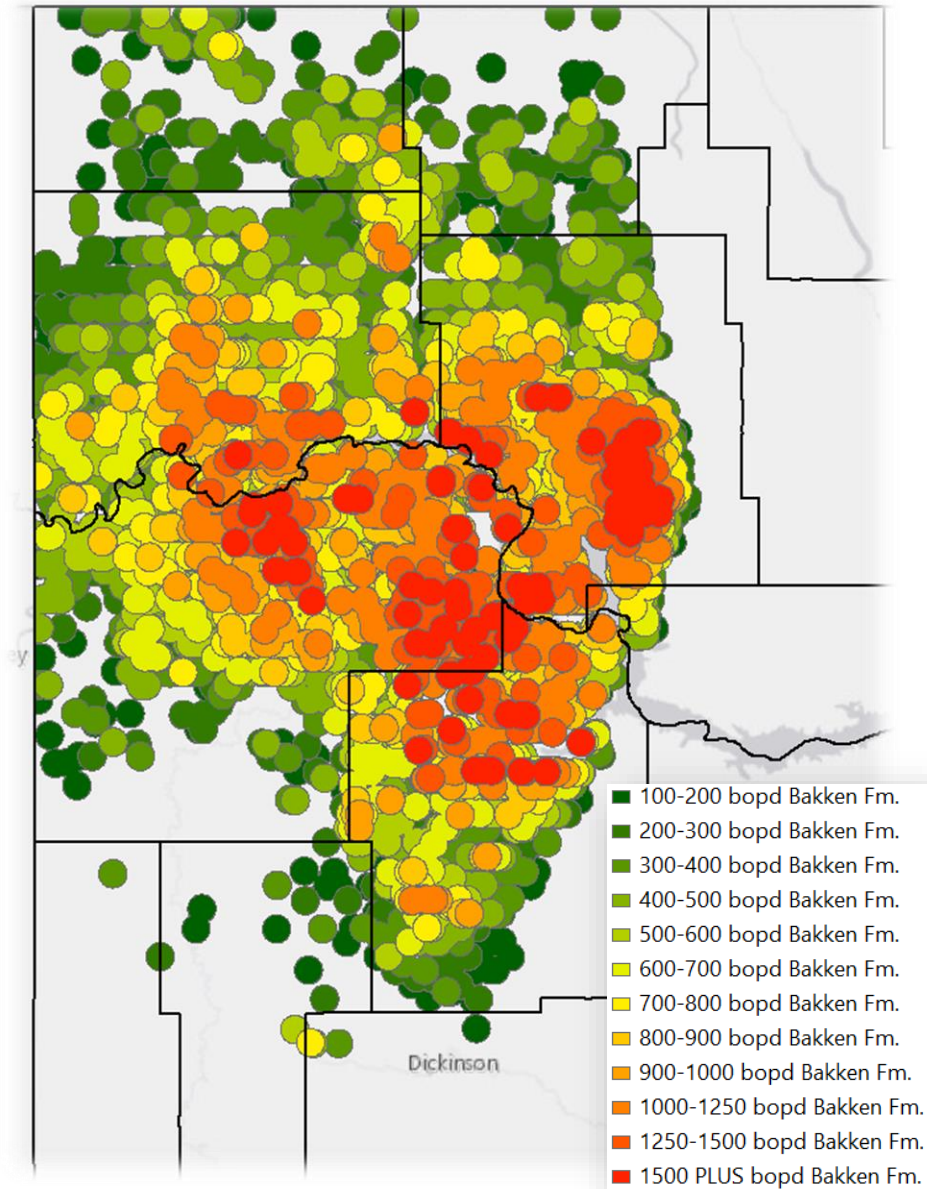 ey
Dickinson
100-200 bopd Bakken Fm.
200-300 bopd Bakken Fm.
300-400 bopd Bakken Fm.
400-500 bopd Bakken Fm.
500-600 bopd Bakken Fm.
600-700 bopd Bakken Fm.
700-800 bopd Bakken Fm.
800-900 bopd Bakken Fm.
900-1000 bopd Bakken Fm.
1000-1250 bopd Bakken Fm.
1250-1500 bopd Bakken Fm.
1500 PLUS bopd Bakken Fm.